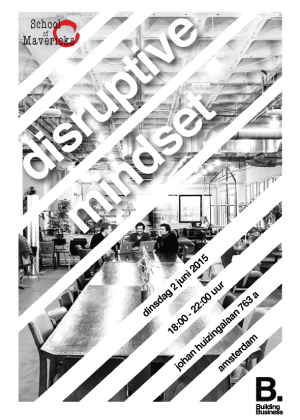 School
of
Mavericks
disruptive
mindset
dinsdag 2 juni 2015
18:00 - 22:00 uur
johan huizingalaan 763 a
amsterdam
B.
Building
Business